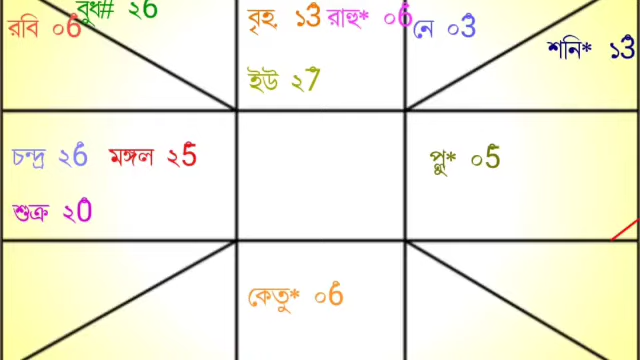 রবি ০6°
বুধ# ২6°
বৃহ. ১3° রাহু* ০6°
নে ০3°
শনি* ১3°
ইউ ২7°
চন্দ্র ২6° মঙ্গল ২5°
শুক্র ২0°
প্লু* ০5°
কেতু* ০6°